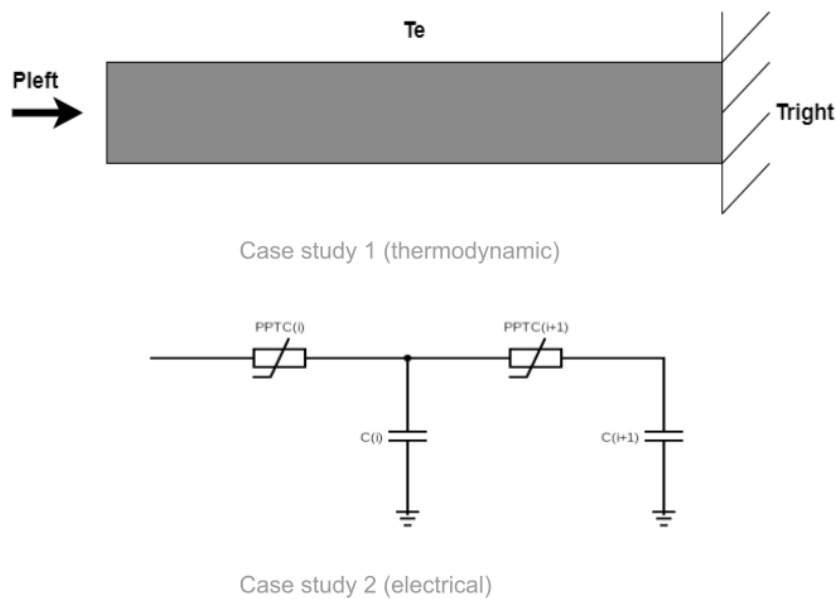 Te
Pleft
Tright
Case study 1 (thermodynamic)
PPTC(i)
PPTC(i+1)
C(i)
C(i+1)
Case study 2 (electrical)